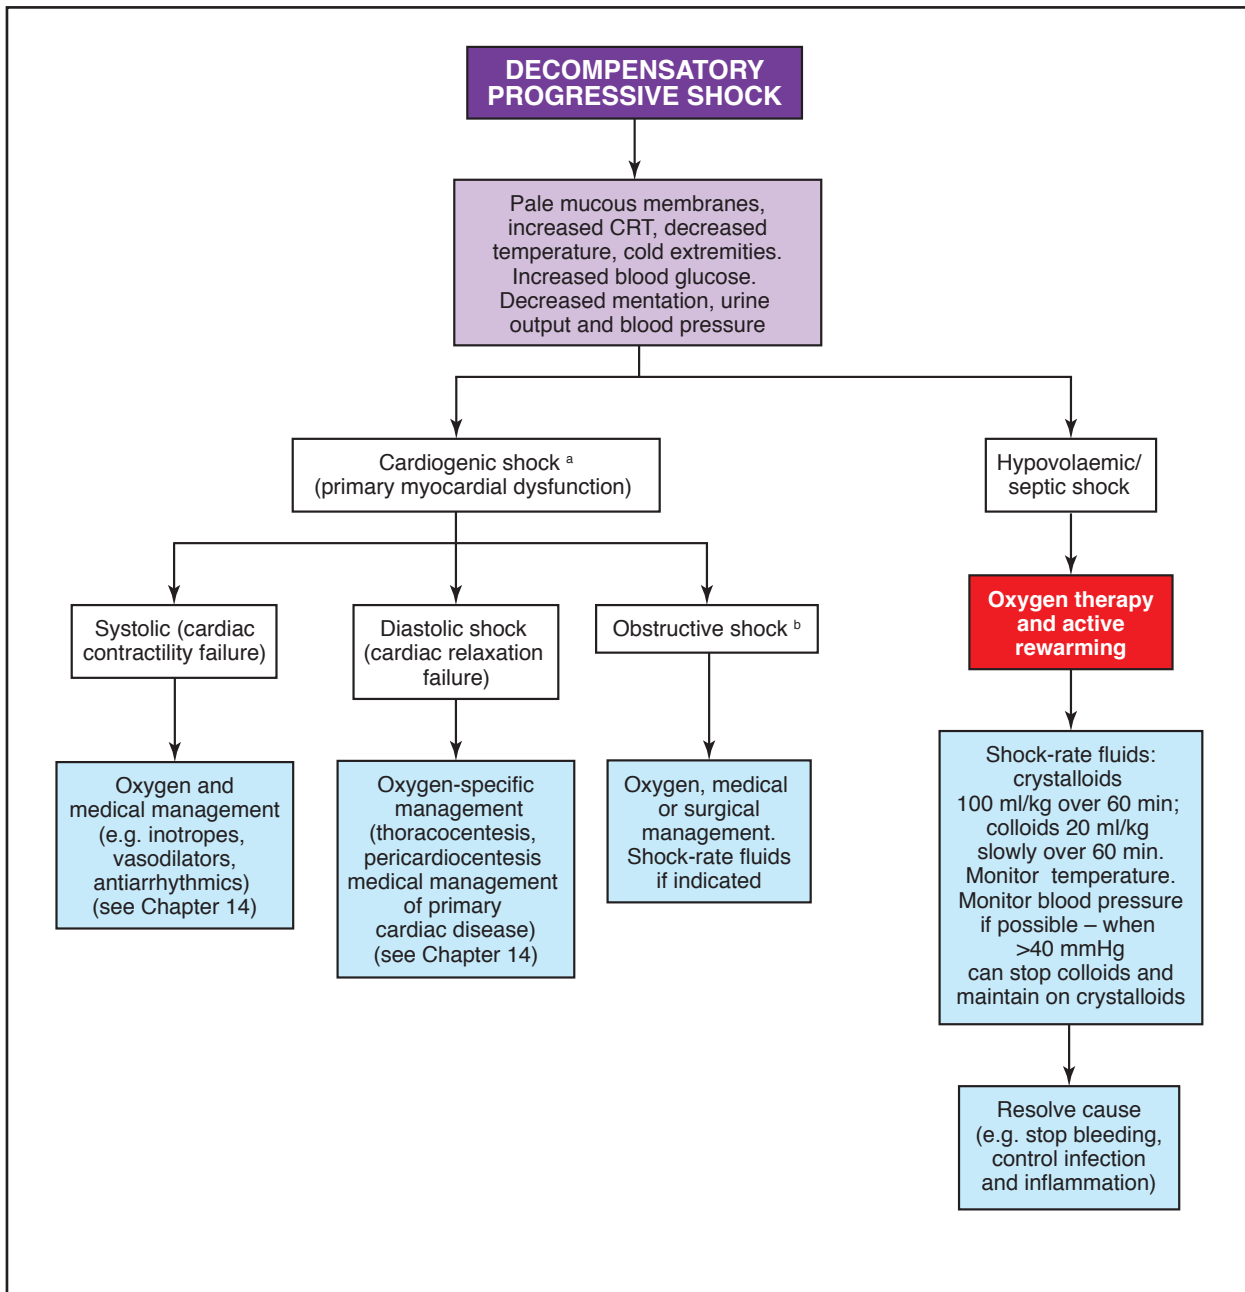 DECOMPENSATORY
PROGRESSIVE SHOCK
Pale mucous membranes,
increased CRT, decreased
temperature, cold extremities.
Increased blood glucose.
Decreased mentation, urine
output and blood pressure
Cardiogenic shock a
(primary myocardial dysfunction)
Hypovolaemic/
septic shock
Systolic (cardiac
contractility failure)
Diastolic shock
(cardiac relaxation
failure)
Obstructive shock b
Oxygen therapy
and active
rewarming
Oxygen and
medical management
(e.g. inotropes,
vasodilators,
antiarrhythmics)
(see Chapter 14)
Oxygen-specific
management
(thoracocentesis,
pericardiocentesis
medical management
of primary
cardiac disease)
(see Chapter 14)
Oxygen, medical
or surgical
management.
Shock-rate fluids
if indicated
Shock-rate fluids:
crystalloids
100 ml/kg over 60 min;
colloids 20 ml/kg
slowly over 60 min.
Monitor temperature.
Monitor blood pressure
if possible – when
>40 mmHg
can stop colloids and
maintain on crystalloids
Resolve cause
(e.g. stop bleeding,
control infection
and inflammation)